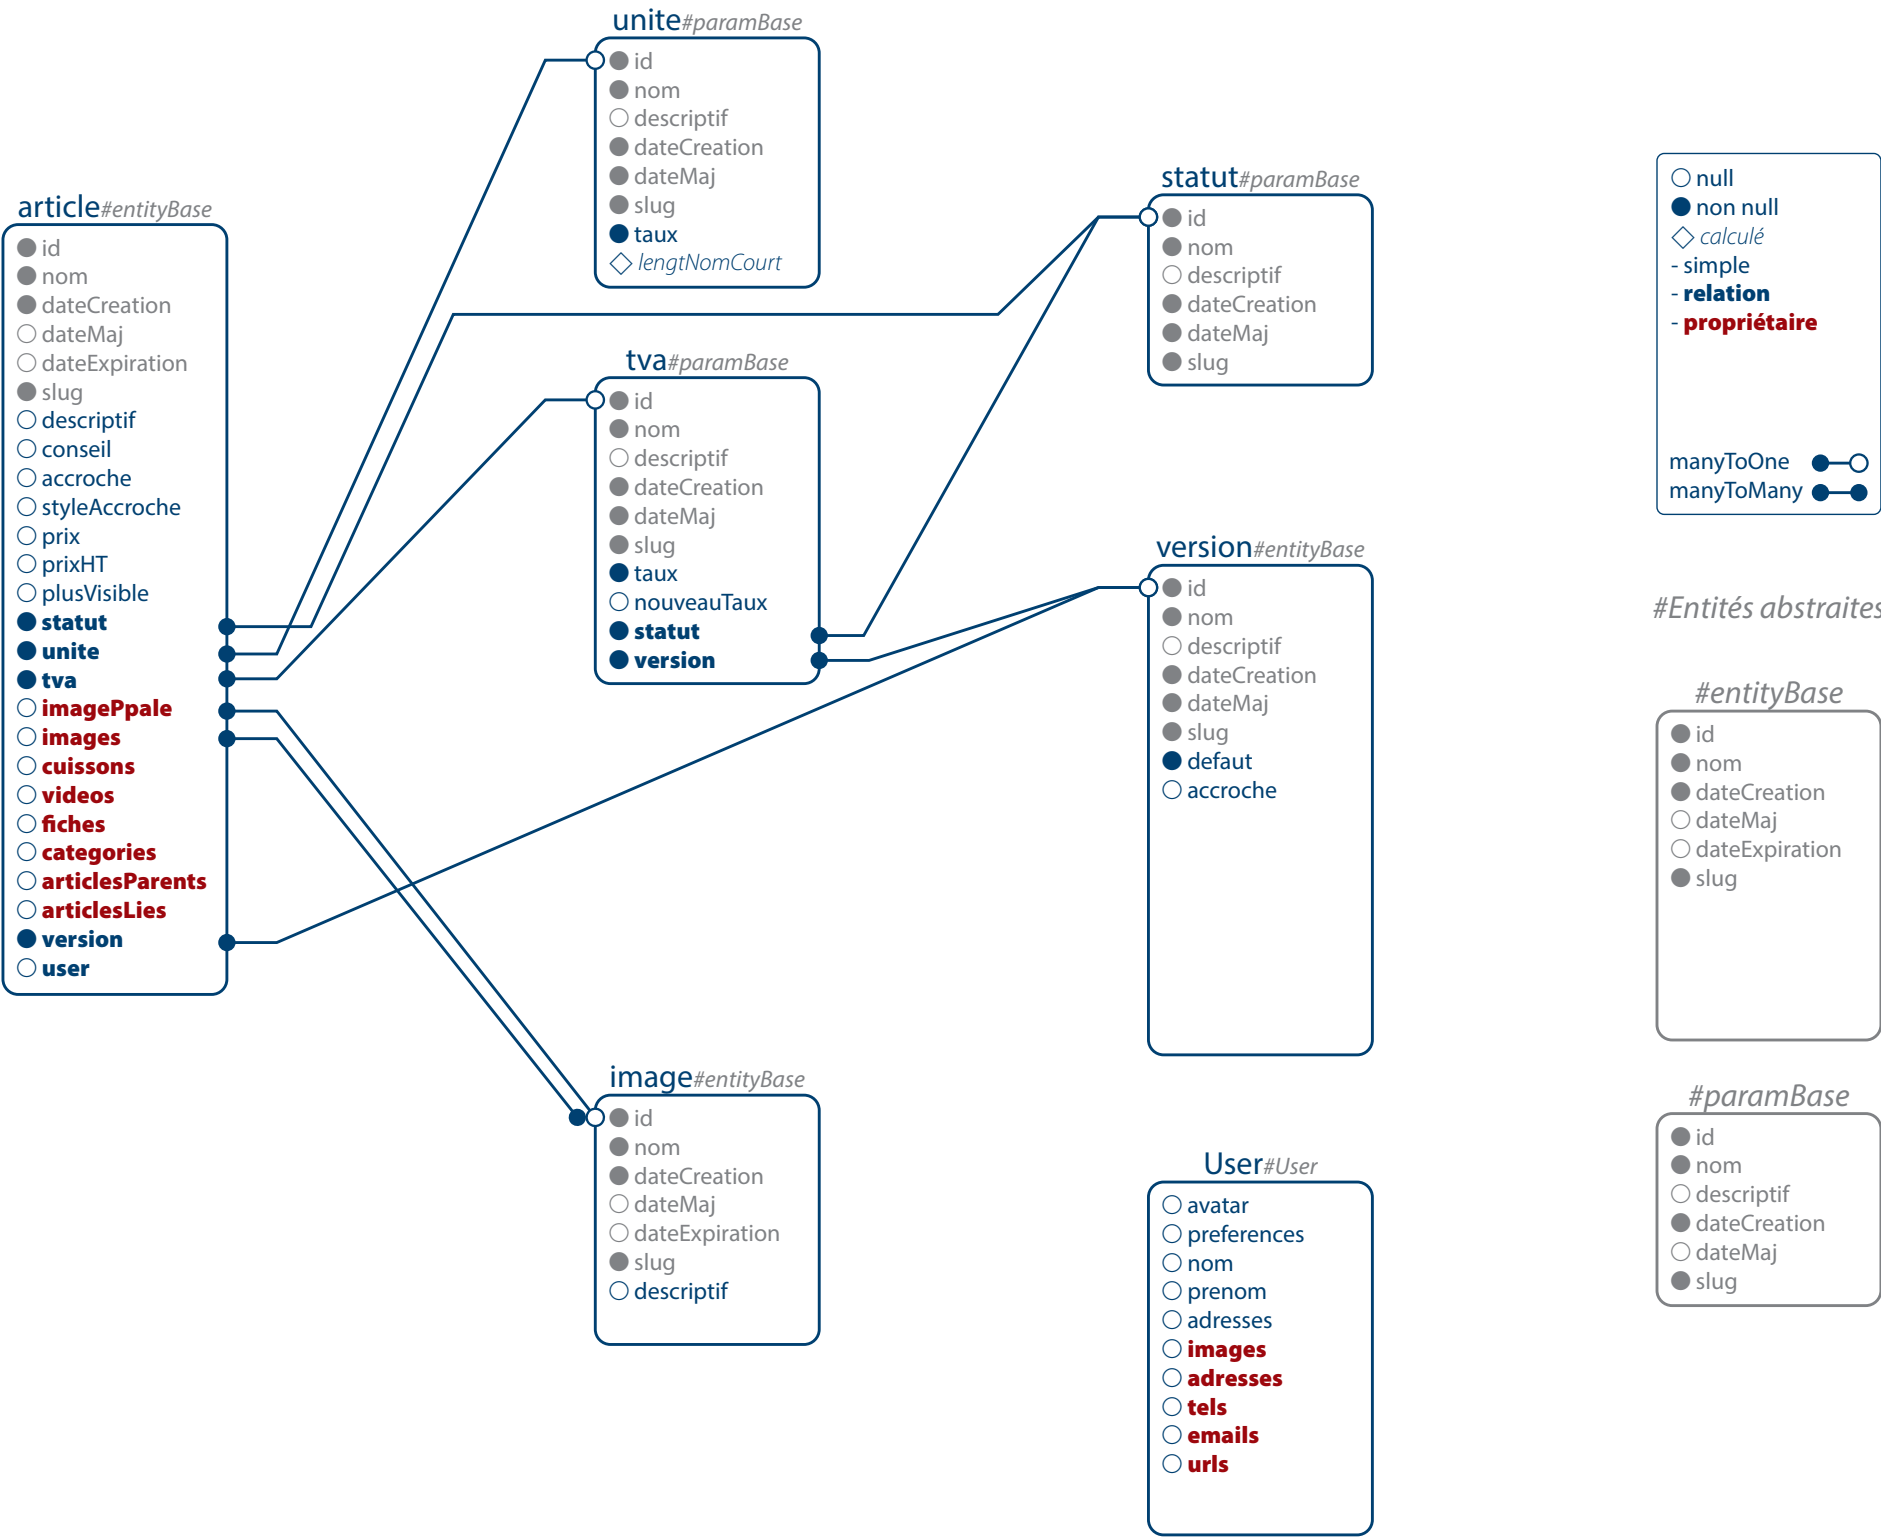 unite#paramBase
id
nom
descriptif
dateCreation
dateMaj
slug
taux
lengtNomCourt
article#entityBase
id
nom
dateCreation
dateMaj
dateExpiration
slug
descriptif
conseil
accroche
styleAccroche
prix
prixHT
plusVisible
statut
unite
tva
imagePpale
images
cuissons
videos
fiches
categories
articlesParents
articlesLies
version
user
tva#paramBase
id
nom
descriptif
dateCreation
dateMaj
slug
taux
nouveauTaux
statut
version
image#entityBase
id
nom
dateCreation
dateMaj
dateExpiration
slug
descriptif
statut#paramBase
id
nom
descriptif
dateCreation
dateMaj
slug
version#entityBase
id
nom
descriptif
dateCreation
dateMaj
slug
defaut
accroche
User#User
avatar
preferences
nom
prenom
adresses
images
adresses
tels
emails
urls
null
non null
calculé
- simple
- relation
- propriétaire
manyToOne
manyToMany
#Entités abstraites
#entityBase
id
nom
dateCreation
dateMaj
dateExpiration
slug
#paramBase
id
nom
descriptif
dateCreation
dateMaj
slug